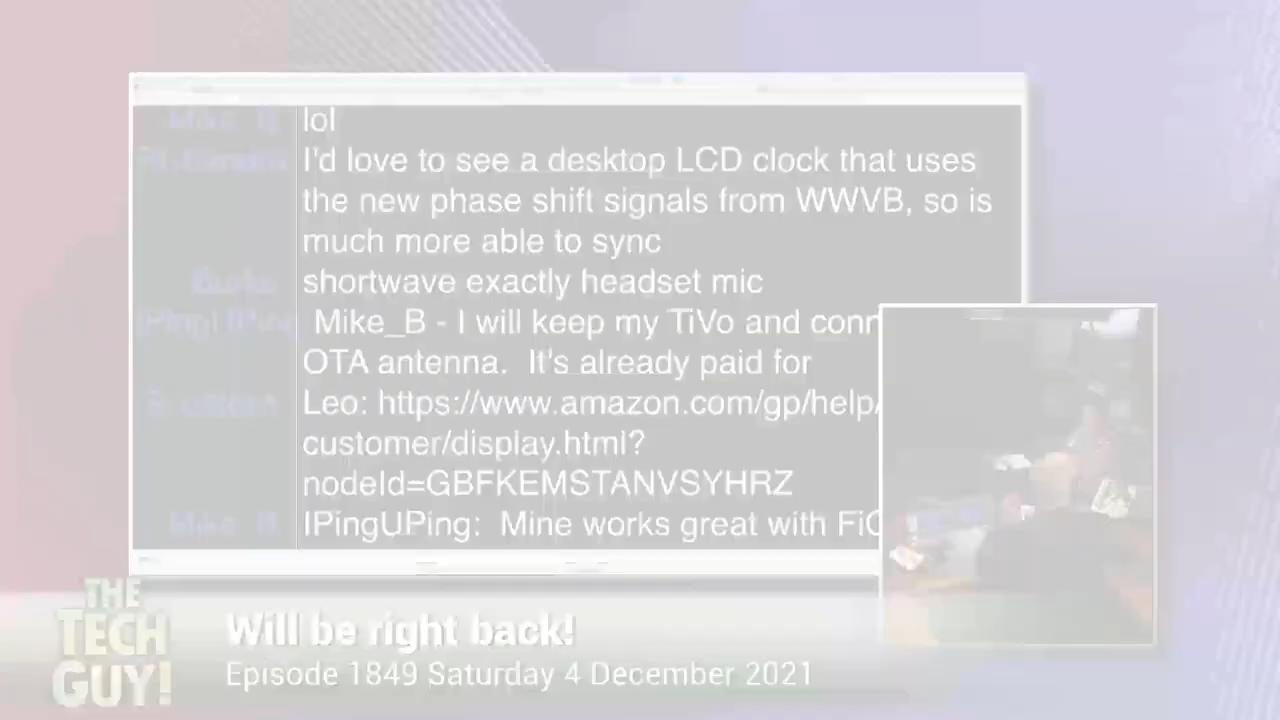 Mike_B lol
I'd love to see a desktop LCD clock that uses
the new phase shift signals from WWVB, so is
much more able to sync
shortwave exactly headset mic
IPingUPing Mike_B - I will keep my TiVo and conn
OTA antenna. It's already paid for
Leo: https://www.amazon.com/gp/help/
customer/display.html?
nodeId=GBFKEMSTANVSYHRZ
Mike_B IPingUPing: Mine works great with Fi
THE
TECH
GUY!
Will be right back!
Episode 1849 Saturday 4 December 2021